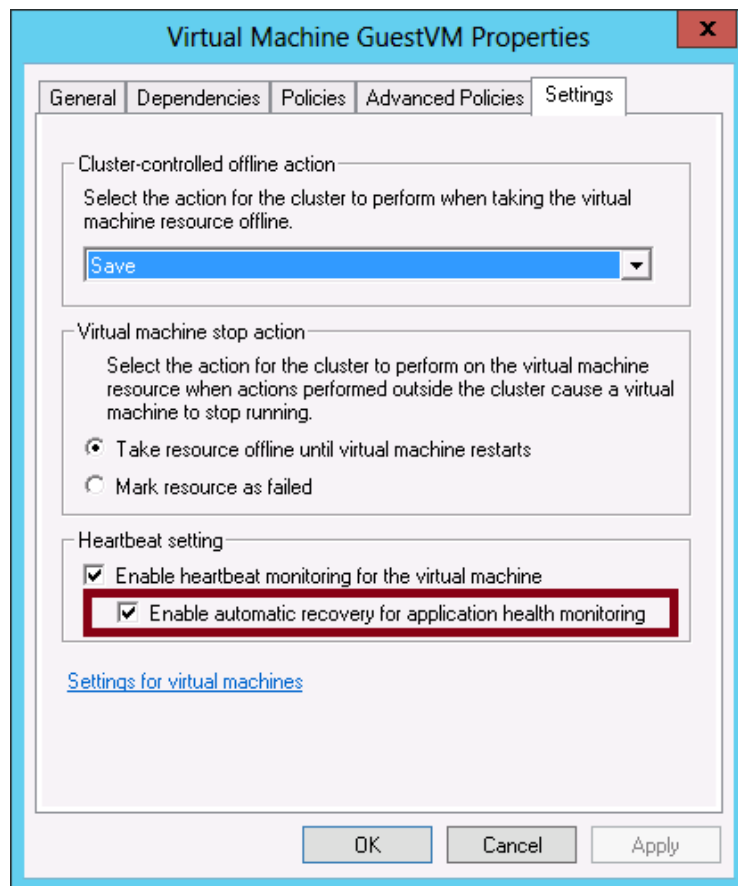 Virtual Machine GuestVM Properties
x
General Dependencies Policies Advanced Policies Settings
Cluster-controlled offline action
Select the action for the cluster to perform when taking the virtual
machine resource offline.
Save
Virtual machine stop action
Select the action for the cluster to perform on the virtual machine
resource when actions performed outside the cluster cause a virtual
machine to stop running.
Take resource offline until virtual machine restarts
Mark resource as failed
Heartbeat setting
Enable heartbeat monitoring for the virtual machine
Enable automatic recovery for application health monitoring
Settings for virtual machines
OK Cancel Apply